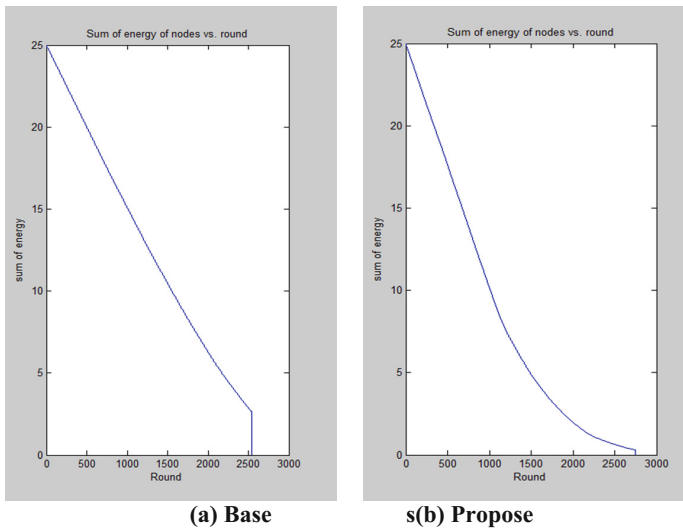 Sum of energy of nodes vs. round
25
20
15
10
5
0
sum of energy
0 500 1000 1500 2000 2500 3000
Round
(a) Base
Sum of energy of nodes vs. round
25
20
15
10
5
0
sum of energy
0 500 1000 1500 2000 2500 3000
Round
s(b) Propose